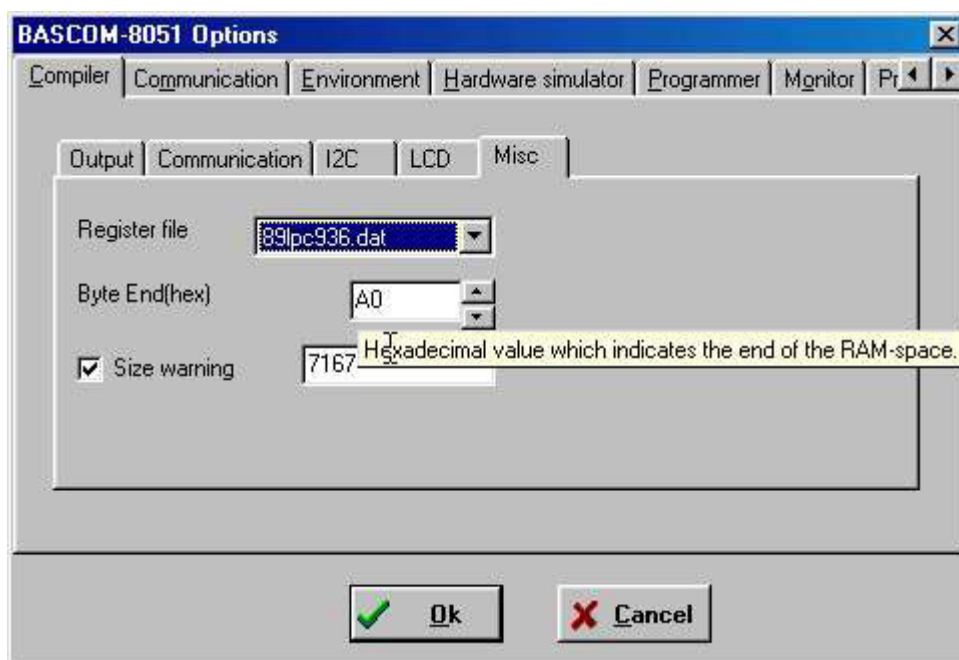 BASCOM-8051 Options
Compiler Communication Environment Hardware simulator Programmer Monitor Pr
Output Communication I2C LCD Misc
Register file 89lpc936.dat
Byte End(hex) A0
Hexadecimal value which indicates the end of the RAM-space.
Size warning 7167
Ok Cancel